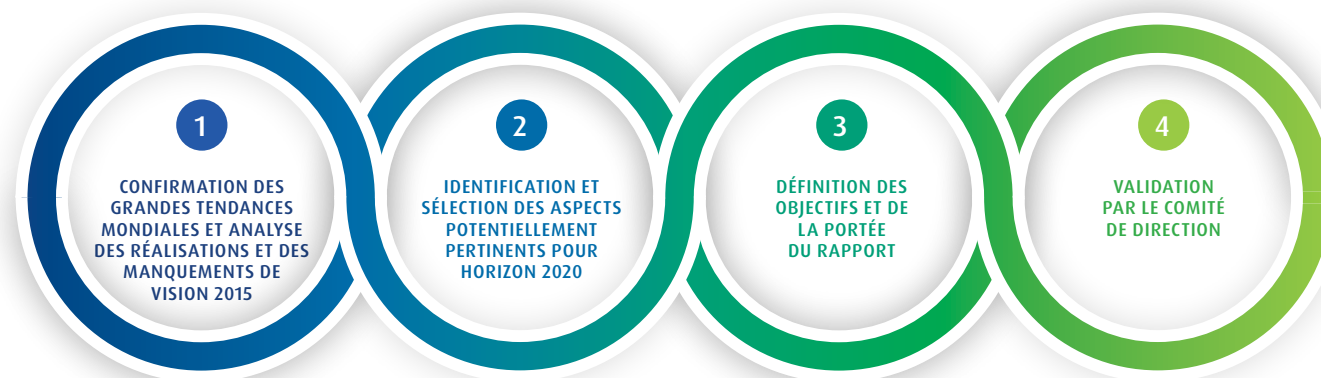 1
CONFIRMATION DES
GRANDES TENDANCES
MONDIALES ET ANALYSE
DES RÉALISATIONS ET DES
MANQUEMENTS DE
VISION 2015
2
IDENTIFICATION ET
SÉLECTION DES ASPECTS
POTENTIELLEMENT
PERTINENTS POUR
HORIZON 2020
3
DÉFINITION DES
OBJECTIFS ET DE
LA PORTÉE
DU RAPPORT
4
VALIDATION
PAR LE COMITÉ
DE DIRECTION